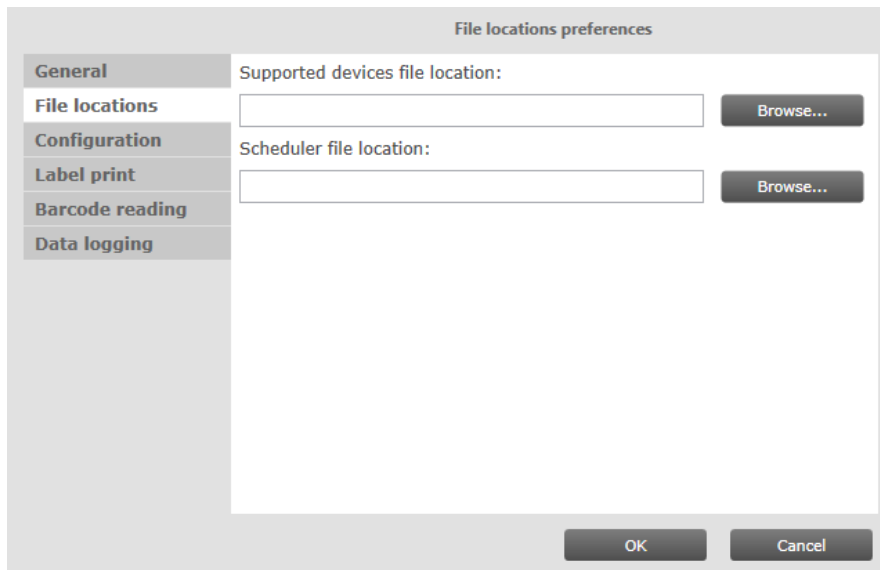 File locations preferences
General
File locations
Configuration
Label print
Barcode reading
Data logging
Supported devices file location:
Browse...
Scheduler file location:
Browse...
OK
Cancel